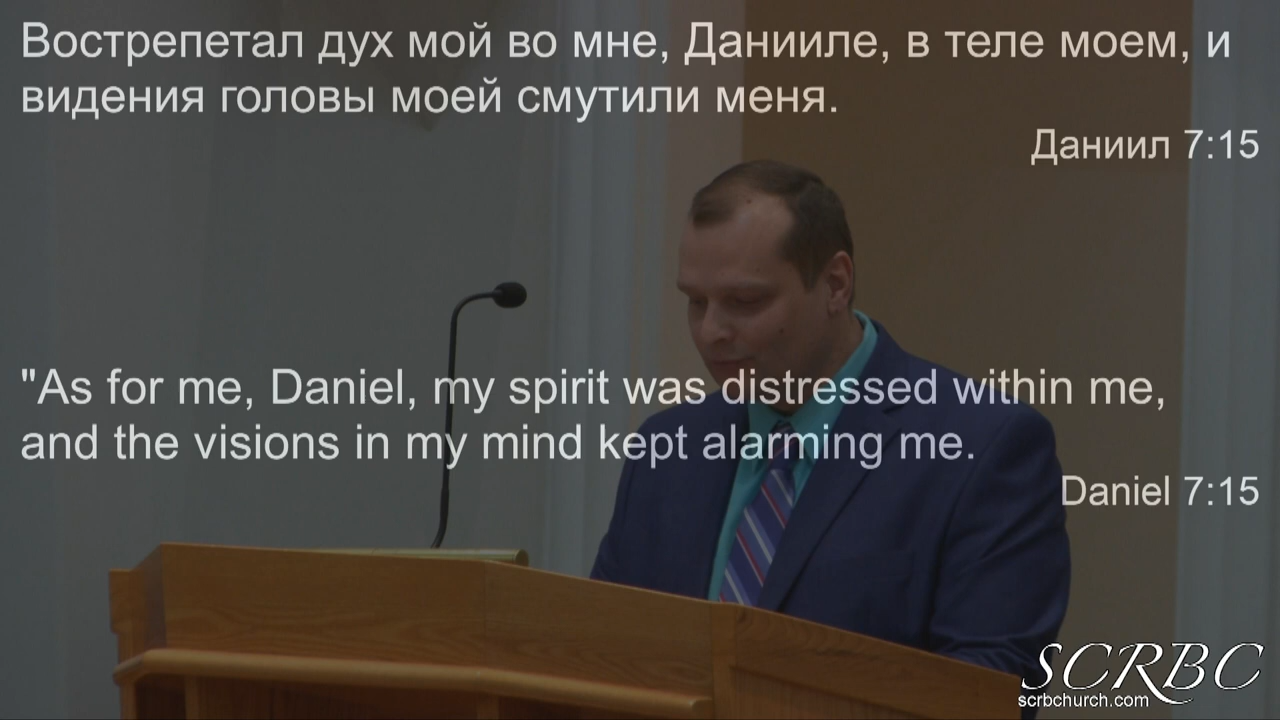 Вострепетал дух мой во мне, Данииле, в теле моем, и
видения головы моей смутили меня.
Даниил 7:15
"As for me, Daniel, my spirit was distressed within me,
and the visions in my mind kept alarming me.
Daniel 7:15
SCRBC
scrbchurch.com